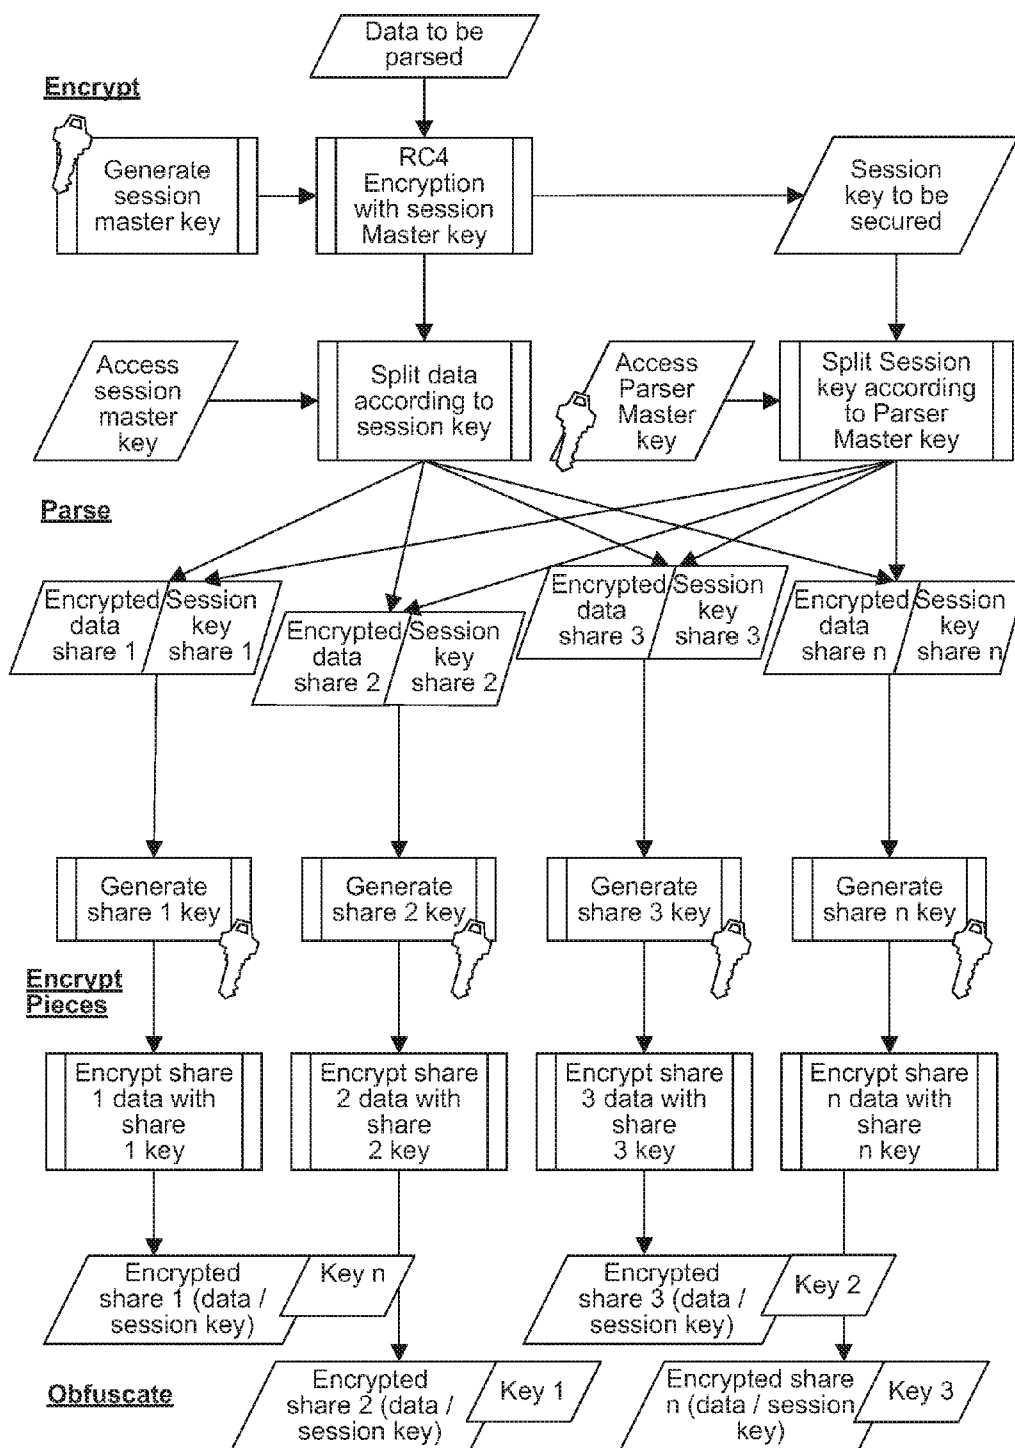 Data to be
parsed
Encrypt
Generate
session
master key
RC4
Encryption
with session
Master key
Session
key to be
secured
Access
session
master
key
Split data
according to
session key
Access
Parser
Master
key
Split Session
key according
to Parser
Master key
Parse
Encrypted
data
share 1
Session
key
share 1
Encrypted
data
share 2
Session
key
share 2
Encrypted
data
share 3
Session
key
share 3
Encrypted
data
share n
Session
key
share n
Generate
share 1 key
Generate
share 2 key
Generate
share 3 key
Generate
share n key
Encrypt
Pieces
Encrypt share
1 data with
share
1 key
Encrypt share
2 data with
share
2 key
Encrypt share
3 data with
share
3 key
Encrypt share
n data with
share
n key
Encrypted
share 1 (data /
session key)
Key n
Encrypted
share 3 (data /
session key)
Key 2
Obfuscate
Encrypted
share 2 (data /
session key)
Key 1
Encrypted share
n (data / session
key)
Key 3